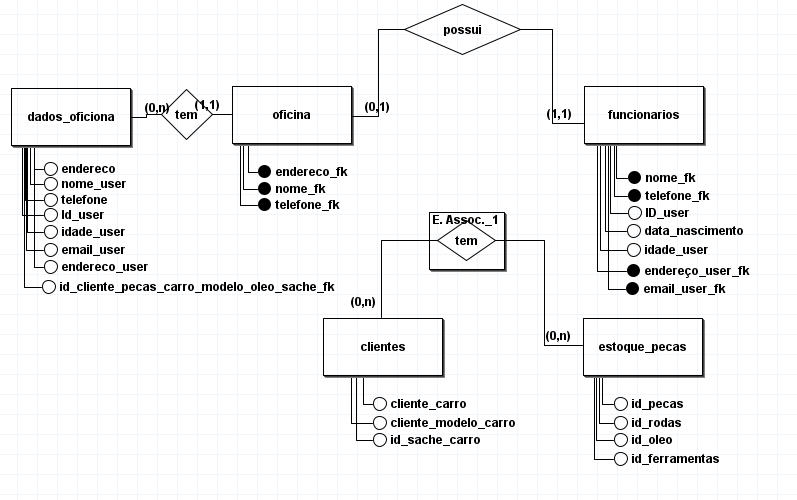 possui
dados_oficiona
(0,n)
tem
(1,1)
oficina
(0,1)
(1,1)
funcionarios
endereco
nome_user
telefone
Id_user
idade_user
email_user
endereco_user
id_cliente_pecas_carro_modelo_oleo_sache_fk
endereco_fk
nome_fk
telefone_fk
nome_fk
telefone_fk
ID_user
data_nascimento
idade_user
endereço_user_fk
email_user_fk
E. Assoc._1
tem
(0,n)
(0,n)
clientes
estoque_pecas
cliente_carro
cliente_modelo_carro
id_sache_carro
id_pecas
id_rodas
id_oleo
id_ferramentas